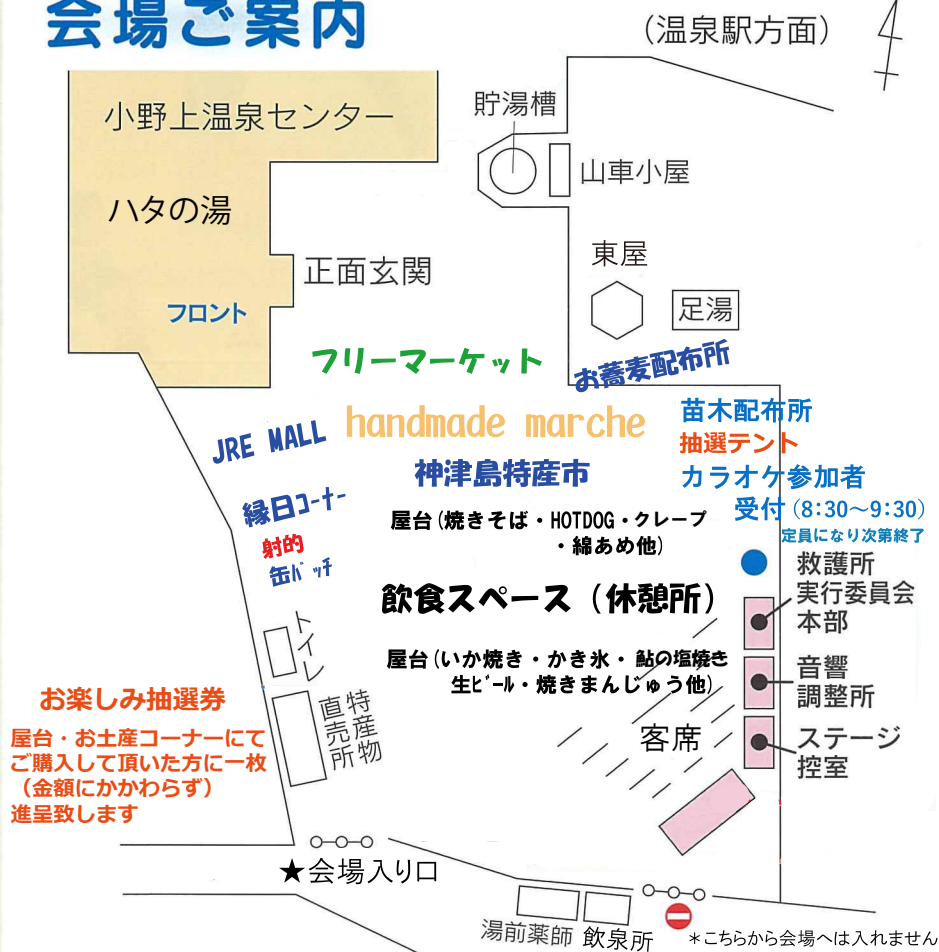 会場ご案内
(温泉駅方面)
小野上温泉センター
貯湯槽
山車小屋
ハタの湯
東屋
正面玄関
足湯
フロント
フリーマーケット
お蕎麦配布所
handmade marche
苗木配布所
JRE MALL
抽選テント
神津島特産市
カラオケ参加者
受付(8:30～9:30)
定員になり次第終了
縁日ｺｰﾅｰ
射的
缶ﾊﾞｯﾁ
屋台(焼きそば・HOTDOG・クレープ
・綿あめ他)
救護所
飲食スペース（休憩所）
実行委員会
本部
トイレ
屋台(いか焼き・かき氷・鮎の塩焼き
生ﾋﾞｰﾙ・焼きまんじゅう他)
音響
調整所
特産物
直売所
客席
ステージ
控室
お楽しみ抽選券
屋台・お土産コーナーにて
ご購入して頂いた方に一枚
（金額にかかわらず）
進呈致します
★会場入り口
湯前薬師
飲泉所
＊こちらから会場へは入れません